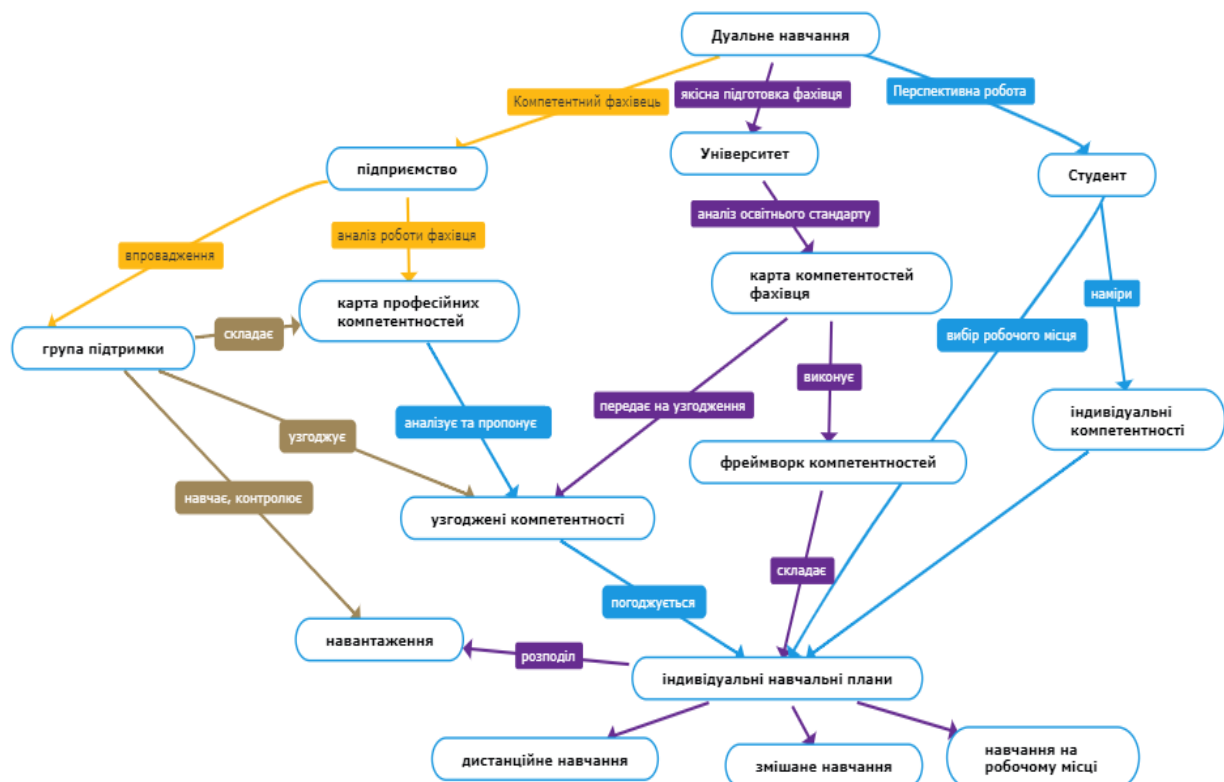 Дуальне навчання
Компетентний фахівець
якісна підготовка фахівця
Перспективна робота
підприємство
Університет
Студент
впровадження
аналіз роботи фахівця
аналіз освітнього стандарту
карта професійних
компетентностей
карта компетентостей
фахівця
наміри
група підтримки
складає
вибір робочого місця
виконує
передає на узгодження
аналізує та пропонує
узгоджує
індивідуальні
компетентності
фреймворк компетентностей
навчає, контролює
узгоджені компетентності
складає
погоджується
навантаження
розподіл
індивідуальні навчальні плани
дистанційне навчання
змішане навчання
навчання на
робочому місці